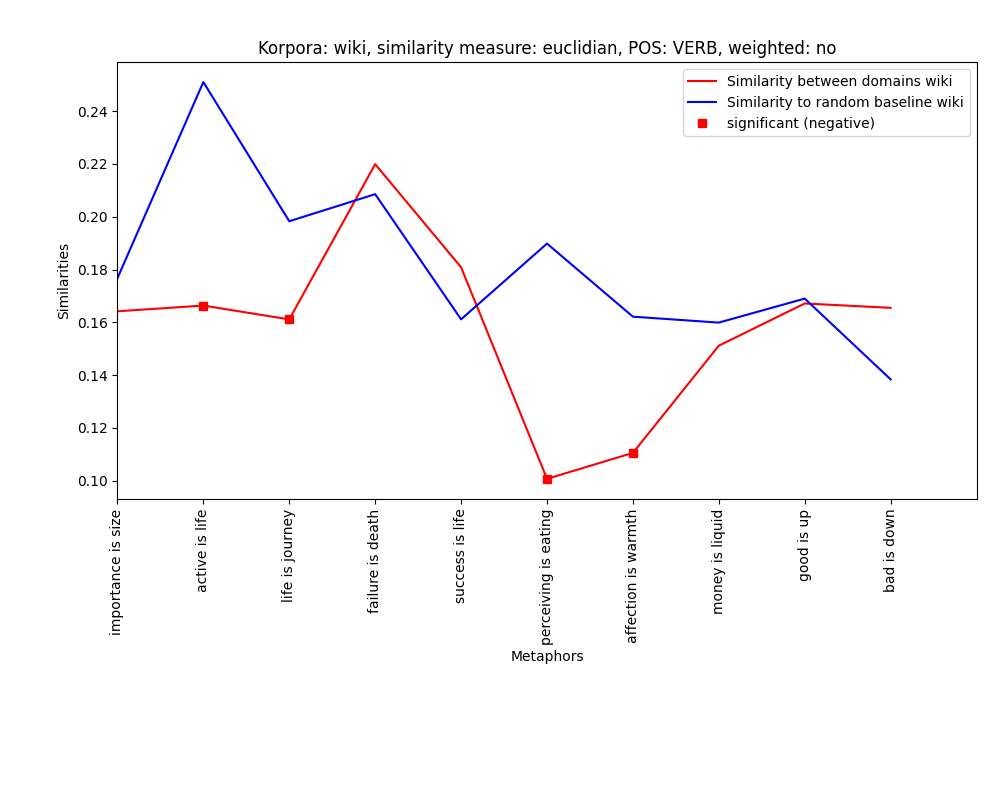 Korpora: wiki, similarity measure: euclidian, POS: VERB, weighted: no
Similarity between domains wiki
Similarity to random baseline wiki
significant (negative)
Similarities
0.24
0.22
0.20
0.18
0.16
0.14
0.12
0.10
importance is size
active is life
life is journey
failure is death
success is life
perceiving is eating
affection is warmth
money is liquid
good is up
bad is down
Metaphors